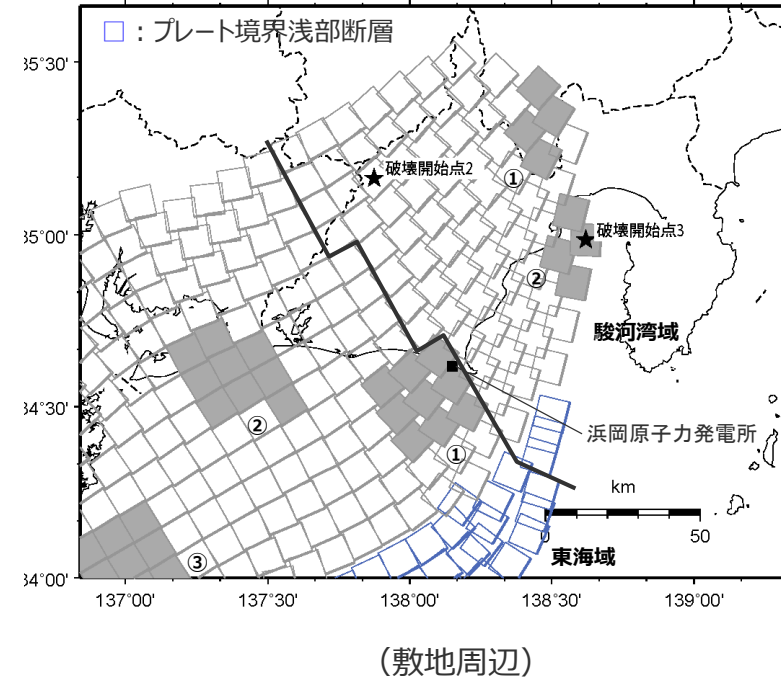 □：プレート境界浅部断層
35°30'
破壊開始点2
①
35°00'
破壊開始点3
②
駿河湾域
34°30'
②
浜岡原子力発電所
①
km
0 50
③
東海域
34°00'
137°00' 137°30' 138°00' 138°30' 139°00'
（敷地周辺）